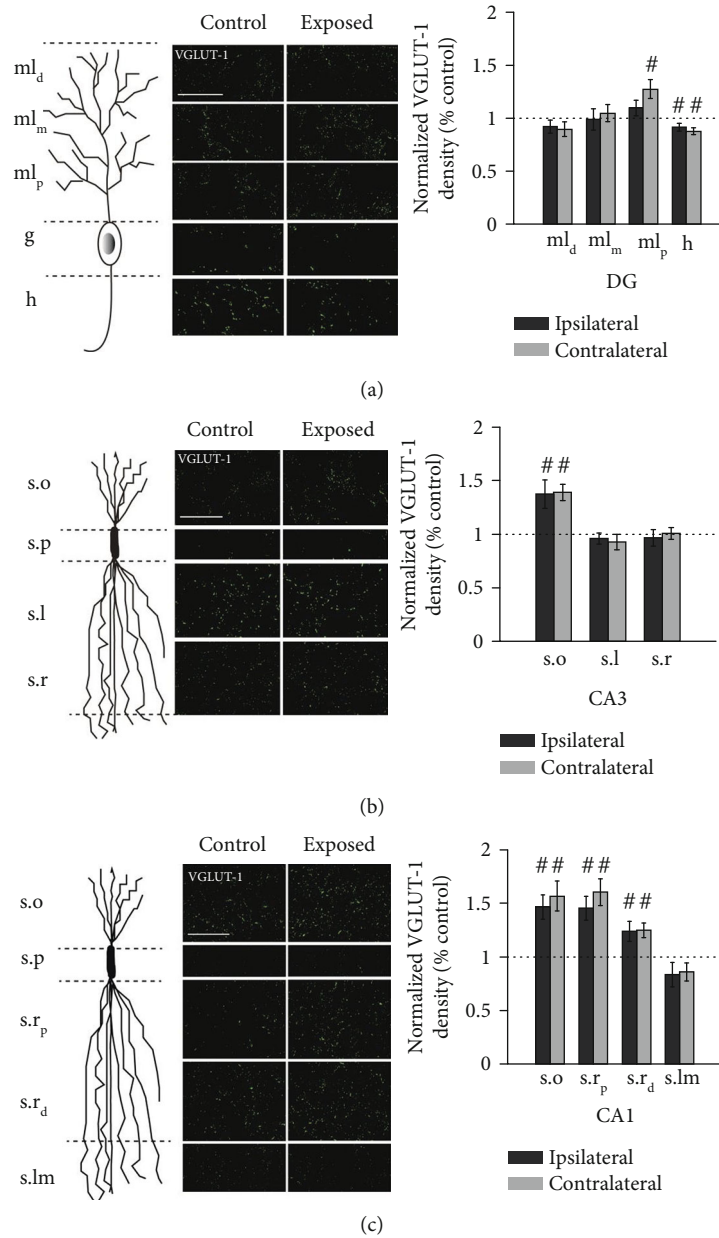 Control Exposed
VGLUT-1
ml_d
ml_m
ml_p
g
h
Normalized VGLUT-1
density (% control)
2
1.5
1
0.5
0
#
# #
ml_d ml_m ml_p h
DG
Ipsilateral
Contralateral
(a)
Control Exposed
VGLUT-1
s.o
s.p
s.l
s.r
Normalized VGLUT-1
density (% control)
2
1.5
1
0.5
0
# #
s.o s.l s.r
CA3
Ipsilateral
Contralateral
(b)
Control Exposed
VGLUT-1
s.o
s.p
s.r_p
s.r_d
s.lm
Normalized VGLUT-1
density (% control)
2
1.5
1
0.5
0
# # # #
# #
s.o s.r_p s.r_d s.lm
CA1
Ipsilateral
Contralateral
(c)